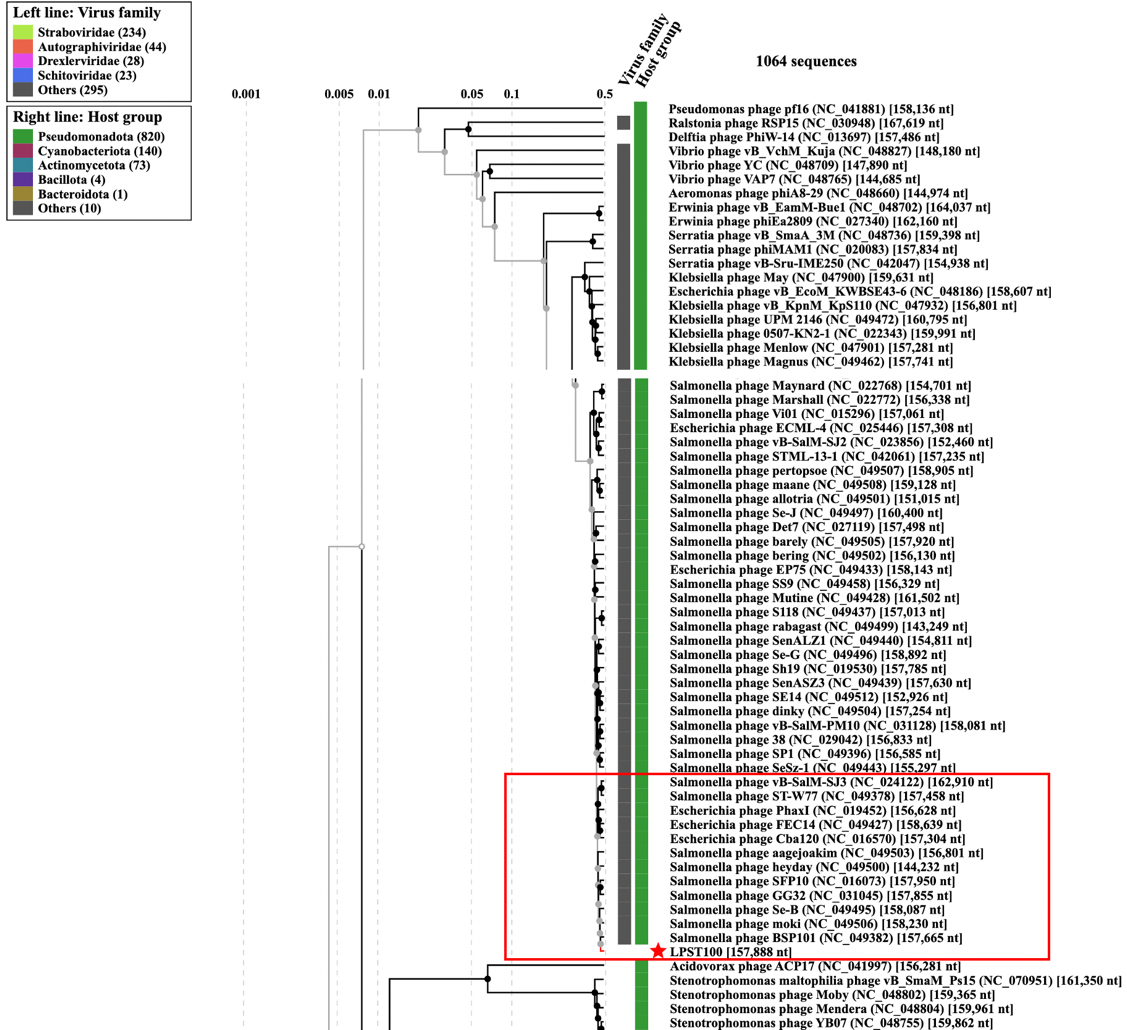 Left line: Virus family
Straboviridae (234)
Autographiviridae (44)
Drexlerviridae (28)
Schitoviridae (23)
Others (295)
Right line: Host group
Pseudomonadota (820)
Cyanobacteriota (140)
Actinomycetota (73)
Bacillota (4)
Bacteroidota (1)
Others (10)
Virus family
Host group
1064 sequences
0.001 0.005 0.01 0.05 0.1 0.5
Pseudomonas phage pf16 (NC_041881) [158,136 nt]
Ralstonia phage RSP15 (NC_030948) [167,619 nt]
Delftia phage PhiW-14 (NC_013697) [157,486 nt]
Vibrio phage vB_VchM_Kuja (NC_048827) [148,180 nt]
Vibrio phage YC (NC_048709) [147,890 nt]
Vibrio phage VAP7 (NC_048765) [144,685 nt]
Aeromonas phage phiA8-29 (NC_048660) [144,974 nt]
Erwinia phage vB_EamM-Bue1 (NC_048702) [164,037 nt]
Erwinia phage phiEa2809 (NC_027340) [162,160 nt]
Serratia phage vB_SmaA_3M (NC_048736) [159,398 nt]
Serratia phage phiMAM1 (NC_020083) [157,834 nt]
Serratia phage vB-Sru-IME250 (NC_042047) [154,938 nt]
Klebsiella phage May (NC_047900) [159,631 nt]
Escherichia phage vB_EcoM_KWBSE43-6 (NC_048186) [158,607 nt]
Klebsiella phage vB_KpnM_KpS110 (NC_047932) [156,801 nt]
Klebsiella phage UPM 2146 (NC_049472) [160,795 nt]
Klebsiella phage 0507-KN2-1 (NC_022343) [159,991 nt]
Klebsiella phage Menlow (NC_047901) [157,281 nt]
Klebsiella phage Magnus (NC_049462) [157,741 nt]
Salmonella phage Maynard (NC_022768) [154,701 nt]
Salmonella phage Marshall (NC_022772) [156,338 nt]
Salmonella phage Vi01 (NC_015296) [157,061 nt]
Escherichia phage ECML-4 (NC_025446) [157,308 nt]
Salmonella phage vB-SalM-SJ2 (NC_023856) [152,460 nt]
Salmonella phage STML-13-1 (NC_042061) [157,235 nt]
Salmonella phage pertopsoe (NC_049507) [158,905 nt]
Salmonella phage maane (NC_049508) [159,128 nt]
Salmonella phage allotria (NC_049501) [151,015 nt]
Salmonella phage Se-J (NC_049497) [160,400 nt]
Salmonella phage Det7 (NC_027119) [157,498 nt]
Salmonella phage barely (NC_049505) [157,920 nt]
Salmonella phage bering (NC_049502) [156,130 nt]
Escherichia phage EP75 (NC_049433) [158,143 nt]
Salmonella phage SS9 (NC_049458) [156,329 nt]
Salmonella phage Mutine (NC_049428) [161,502 nt]
Salmonella phage S118 (NC_049437) [157,013 nt]
Salmonella phage rabagast (NC_049499) [143,249 nt]
Salmonella phage SenALZ1 (NC_049440) [154,811 nt]
Salmonella phage Se-G (NC_049496) [158,892 nt]
Salmonella phage Sh19 (NC_019530) [157,785 nt]
Salmonella phage SenASZ3 (NC_049439) [157,630 nt]
Salmonella phage SE14 (NC_049512) [152,926 nt]
Salmonella phage dinky (NC_049504) [157,254 nt]
Salmonella phage vB-SalM-PM10 (NC_031128) [158,081 nt]
Salmonella phage 38 (NC_029042) [156,833 nt]
Salmonella phage SP1 (NC_049396) [156,585 nt]
Salmonella phage SeSz-1 (NC_049443) [155,297 nt]
Salmonella phage vB-SalM-SJ3 (NC_024122) [162,910 nt]
Salmonella phage ST-W77 (NC_049378) [157,458 nt]
Escherichia phage PhaxI (NC_019452) [156,628 nt]
Escherichia phage FEC14 (NC_049427) [158,639 nt]
Escherichia phage Cba120 (NC_016570) [157,304 nt]
Salmonella phage aagejoakim (NC_049503) [156,801 nt]
Salmonella phage heyday (NC_049500) [144,232 nt]
Salmonella phage SFP10 (NC_016073) [157,950 nt]
Salmonella phage GG32 (NC_031045) [157,855 nt]
Salmonella phage Se-B (NC_049495) [158,087 nt]
Salmonella phage moki (NC_049506) [158,230 nt]
Salmonella phage BSP101 (NC_049382) [157,665 nt]
LPST100 [157,888 nt]
Acidovorax phage ACP17 (NC_041997) [156,281 nt]
Stenotrophomonas maltophilia phage vB_SmaM_Ps15 (NC_070951) [161,350 nt]
Stenotrophomonas phage Moby (NC_048802) [159,365 nt]
Stenotrophomonas phage Mendera (NC_048804) [159,961 nt]
Stenotrophomonas phage YB07 (NC_048755) [159,862 nt]